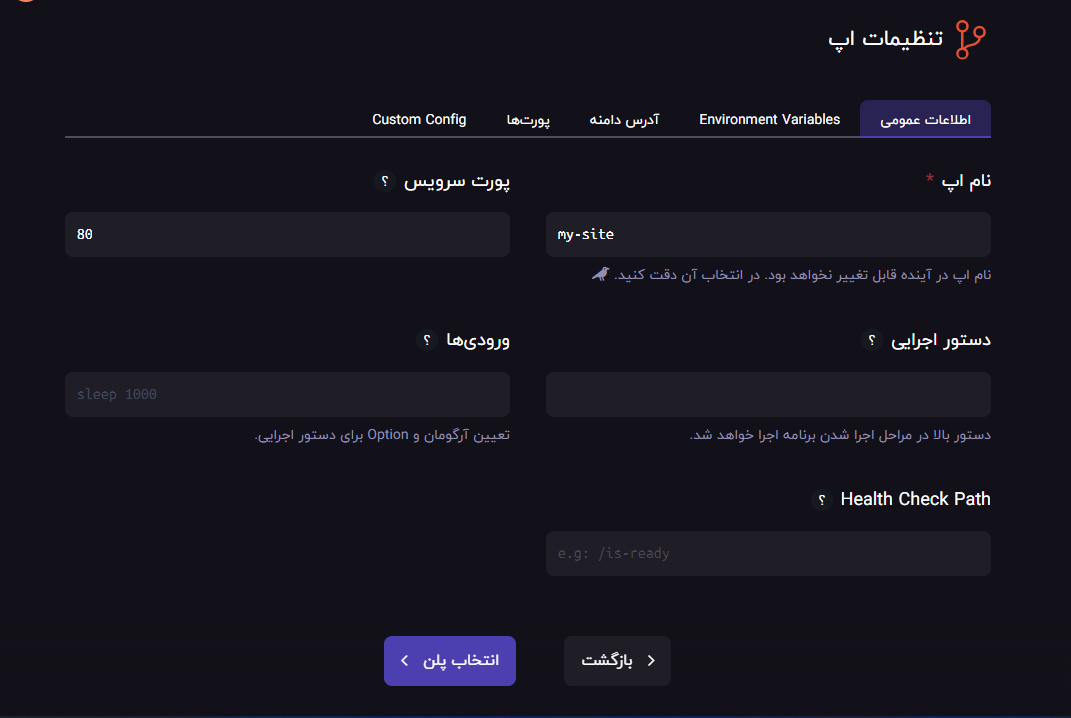 تنظیمات اپ
اطلاعات عمومی
Environment Variables
آدرس دامنه
پورت‌ها
Custom Config
نام اپ *
my-site
نام اپ در آینده قابل تغییر نخواهد بود. در انتخاب آن دقت کنید.
پورت سرویس ؟
80
دستور اجرایی ؟
دستور بالا در مراحل اجرا شدن برنامه اجرا خواهد شد.
ورودی‌ها ؟
sleep 1000
تعیین آرگومان و Option برای دستور اجرایی.
Health Check Path ؟
e.g: /is-ready
بازگشت
انتخاب پلن